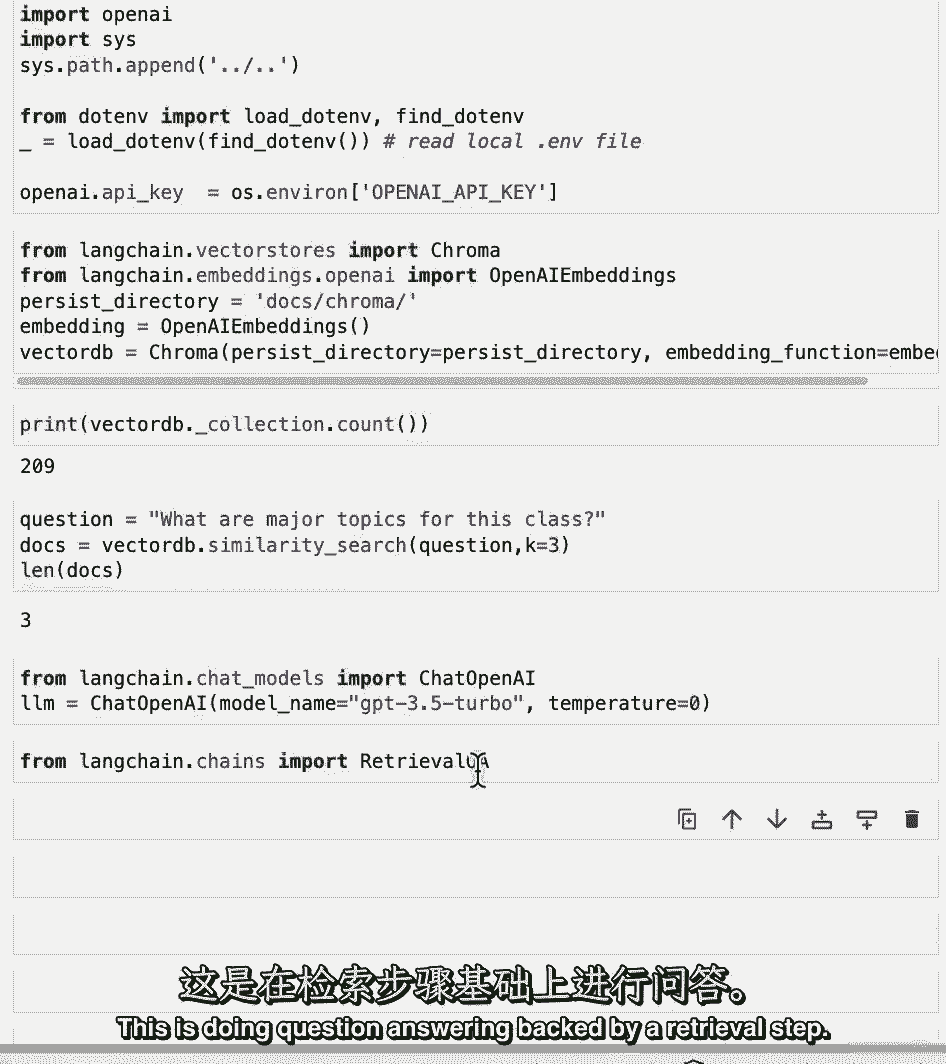 import openai
import sys
sys.path.append('../..')
from dotenv import load_dotenv, find_dotenv
_ = load_dotenv(find_dotenv()) # read local .env file
openai.api_key  = os.environ['OPENAI_API_KEY']
from langchain.vectorstores import Chroma
from langchain.embeddings.openai import OpenAIEmbeddings
persist_directory = 'docs/chroma/'
embedding = OpenAIEmbeddings()
vectordb = Chroma(persist_directory=persist_directory, embedding_function=embe
print(vectordb._collection.count())
209
question = "What are major topics for this class?"
docs = vectordb.similarity_search(question,k=3)
len(docs)
3
from langchain.chat_models import ChatOpenAI
llm = ChatOpenAI(model_name="gpt-3.5-turbo", temperature=0)
from langchain.chains import RetrievalQA
这是在检索步骤基础上进行问答。
This is doing question answering backed by a retrieval step.